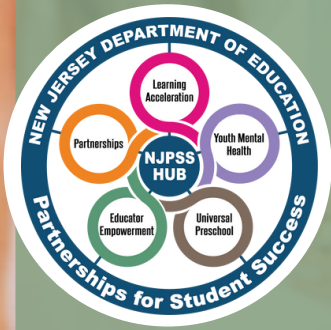 NEW JERSEY DEPARTMENT OF EDUCATION
Learning
Acceleration
Partnerships
Youth Mental
Health
NJPSS
HUB
Educator
Empowerment
Universal
Preschool
Partnerships for Student Success